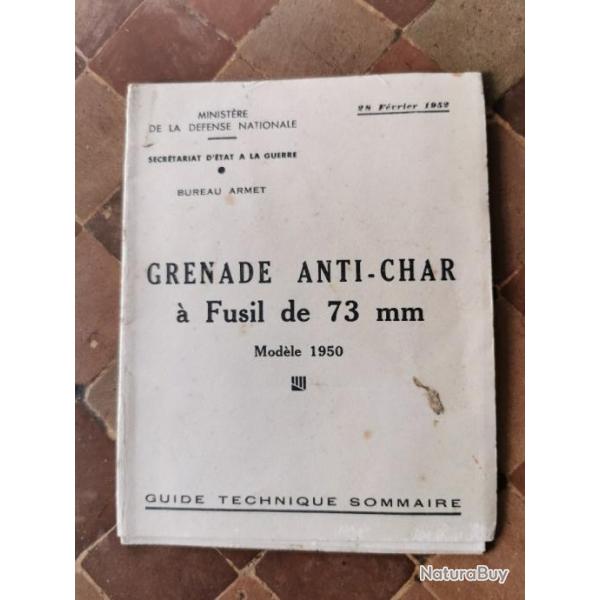 28 Février 1952
MINISTÈRE
DE LA DEFENSE NATIONALE
SECRÉTARIAT D'ÉTAT A LA GUERRE
BUREAU ARMET
GRENADE ANTI-CHAR
à Fusil de 73 mm
Modèle 1950
GUIDE TECHNIQUE SOMMAIRE
NaturaBuy